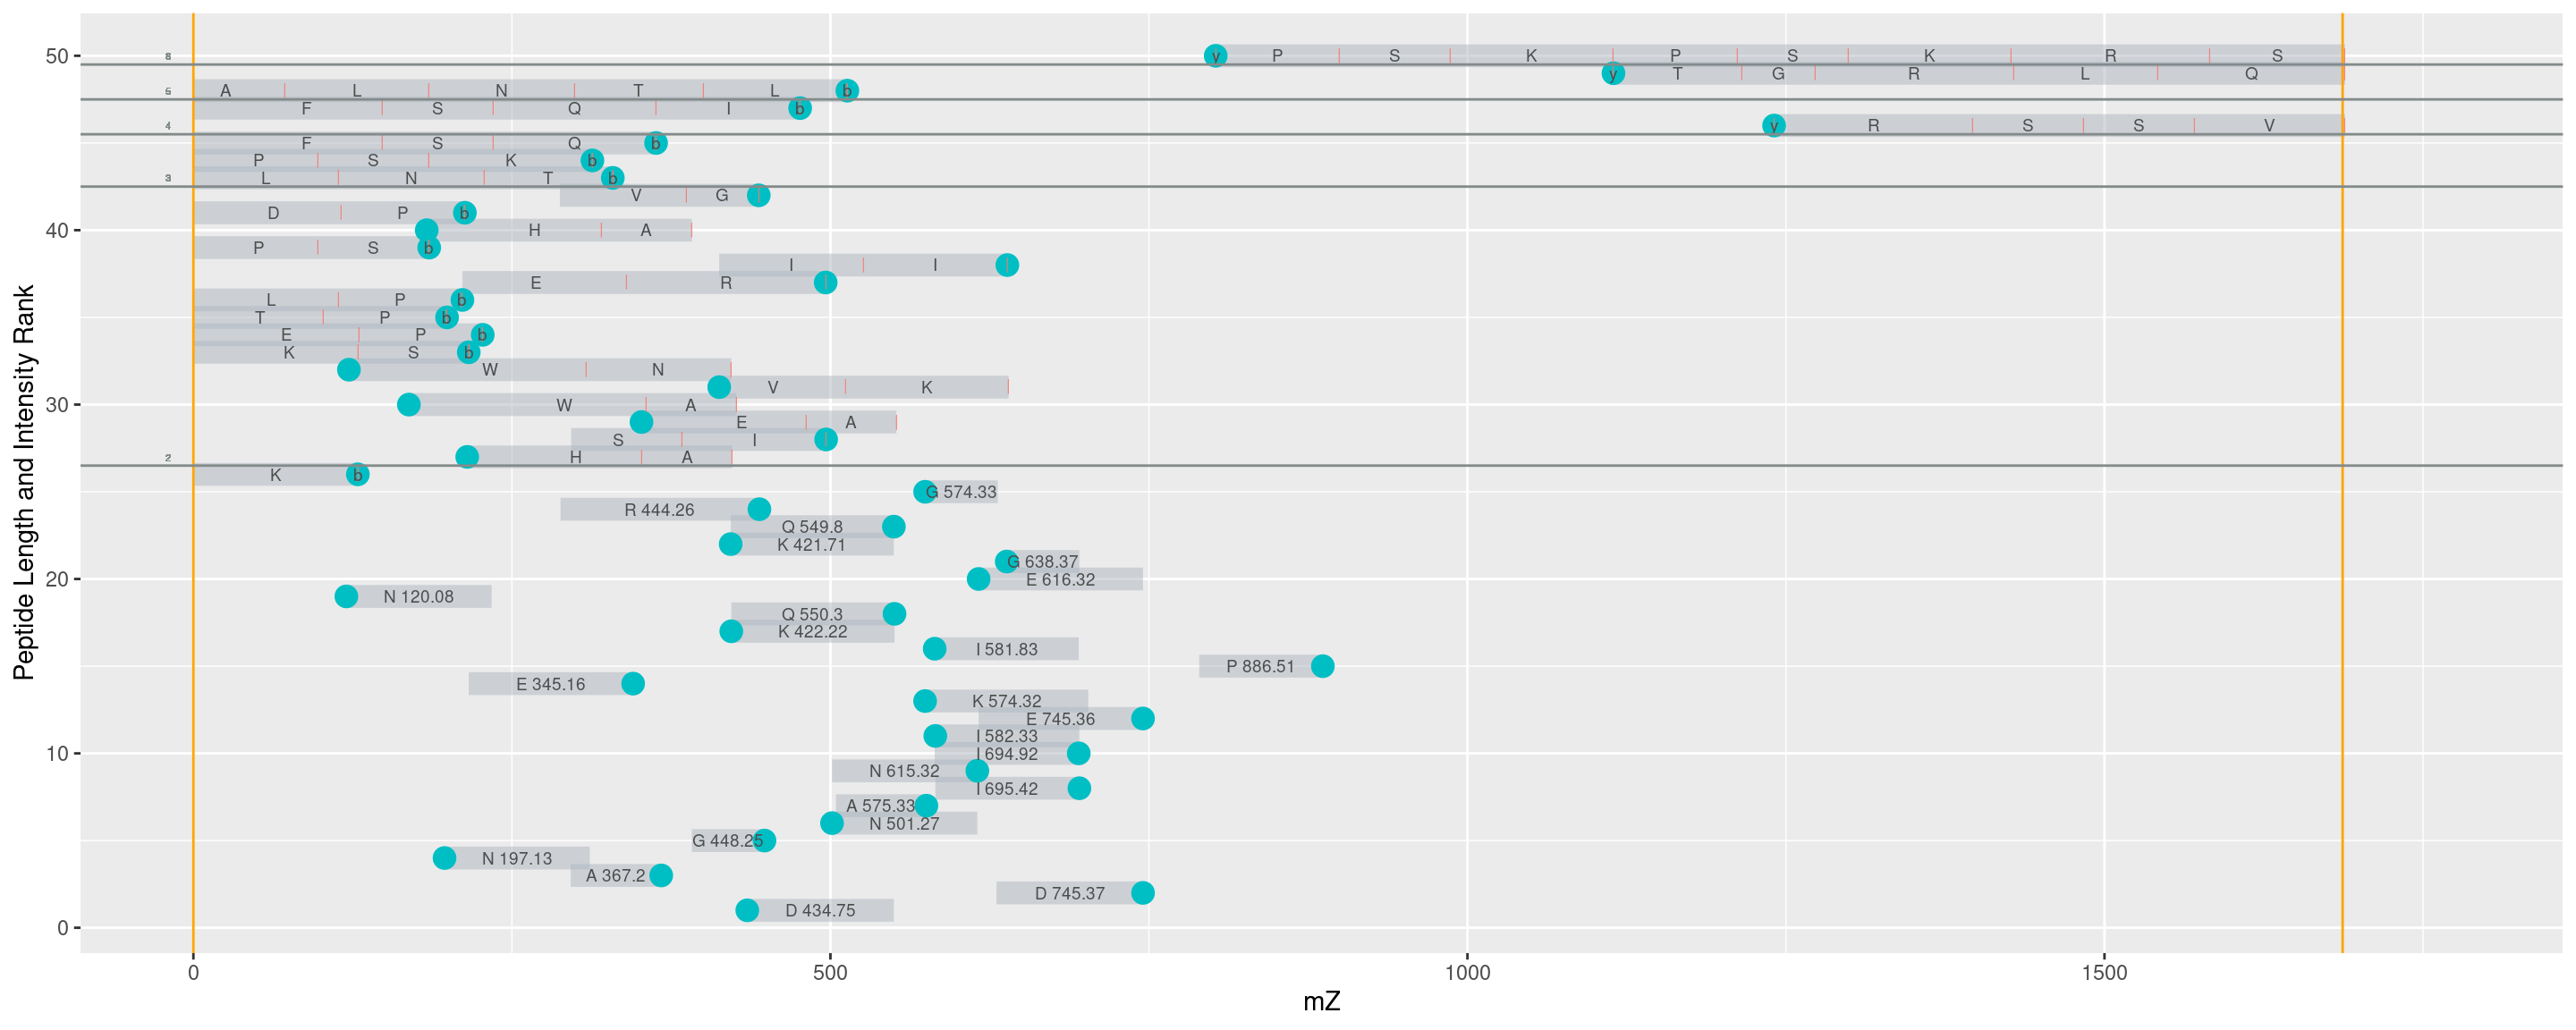 50
8
y P S K P S K R S
y T G R L Q
5
A L N T L b
F S Q I b
4
y R S S V
F S Q b
P S K b
3
L N T b
V G
D P b
40
H A
P S b
I I
E R
L P b
T P b
E P b
K S b
W N
V K
30
W A
E A
S I
H A
2
K b
G 574.33
R 444.26
Q 549.8
K 421.71
G 638.37
20
E 616.32
N 120.08
Q 550.3
K 422.22
I 581.83
P 886.51
E 345.16
K 574.32
E 745.36
I 582.33
10
I 694.92
N 615.32
I 695.42
A 575.33
N 501.27
G 448.25
N 197.13
A 367.2
D 745.37
D 434.75
0
0 500 1000 1500
mZ
Peptide Length and Intensity Rank